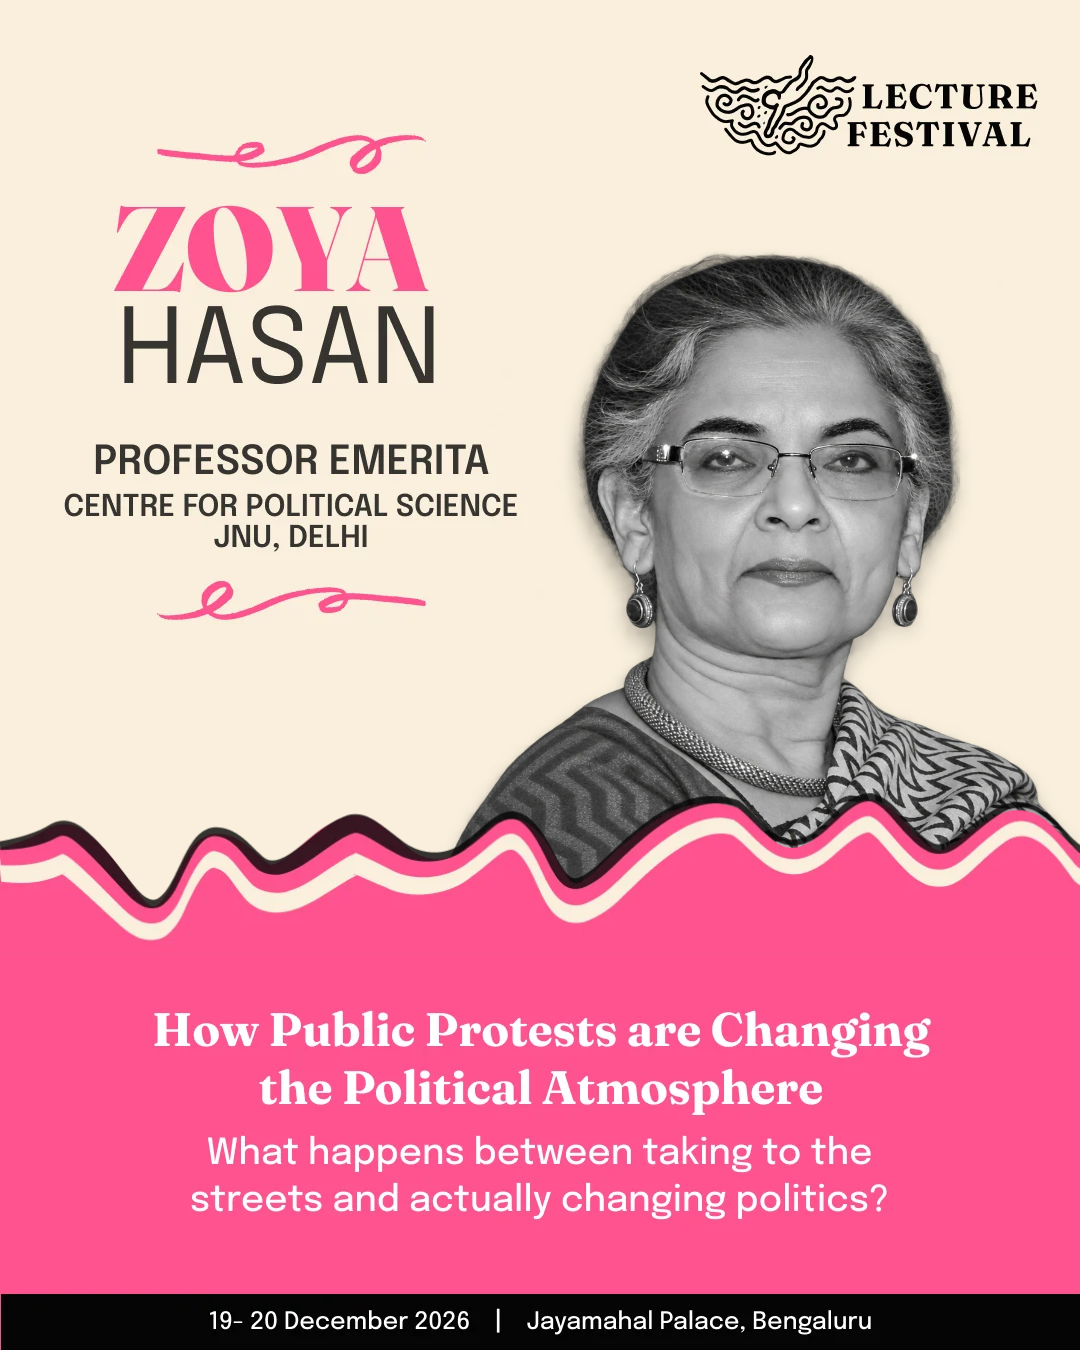 LECTURE
FESTIVAL
ZOYA
HASAN
PROFESSOR EMERITA
CENTRE FOR POLITICAL SCIENCE
JNU, DELHI
How Public Protests are Changing
the Political Atmosphere
What happens between taking to the
streets and actually changing politics?
19- 20 December 2026 | Jayamahal Palace, Bengaluru